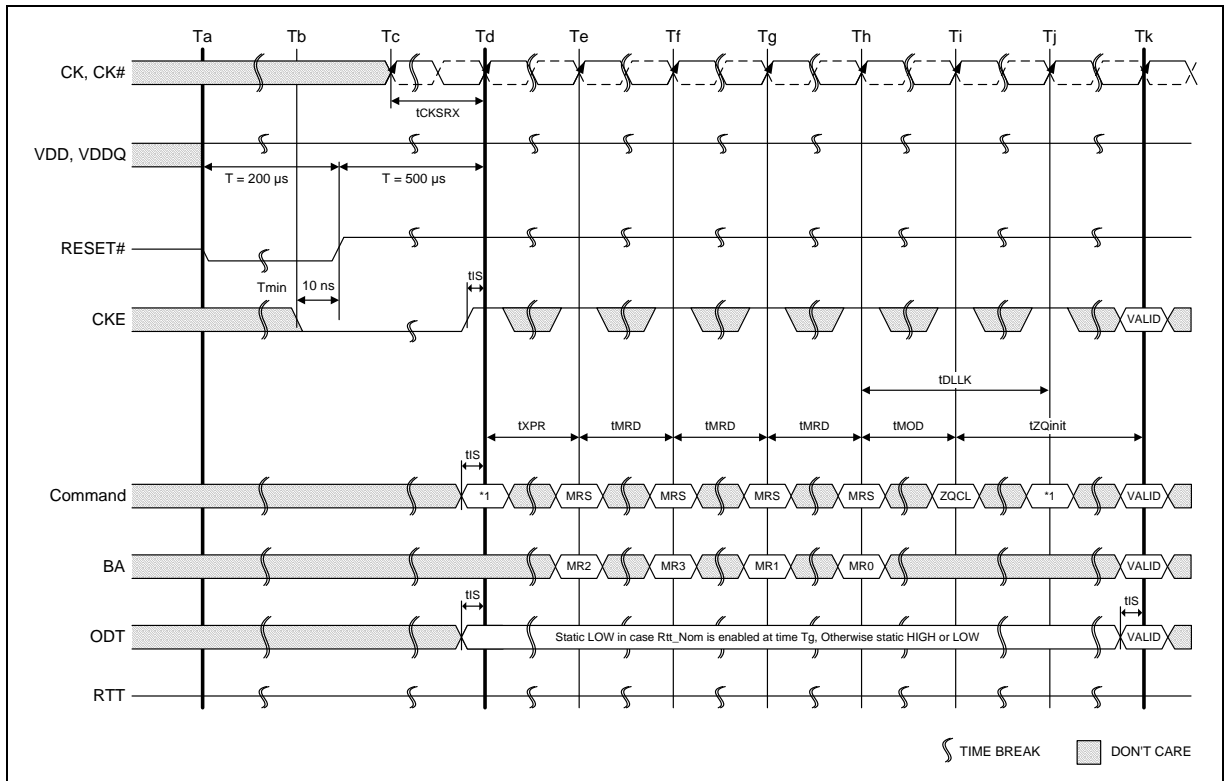 Ta Tb Tc Td Te Tf Tg Th Ti Tj Tk
CK, CK#
tCKSRX
VDD, VDDQ
T = 200 µs T = 500 µs
RESET#
Tmin 10 ns tIS
CKE VALID
tDLLK
tXPR tMRD tMRD tMRD tMOD tZQinit
tIS
Command *1 MRS MRS MRS MRS ZQCL *1 VALID
BA MR2 MR3 MR1 MR0 VALID
tIS tIS
ODT Static LOW in case Rtt_Nom is enabled at time Tg, Otherwise static HIGH or LOW VALID
RTT
TIME BREAK DON'T CARE